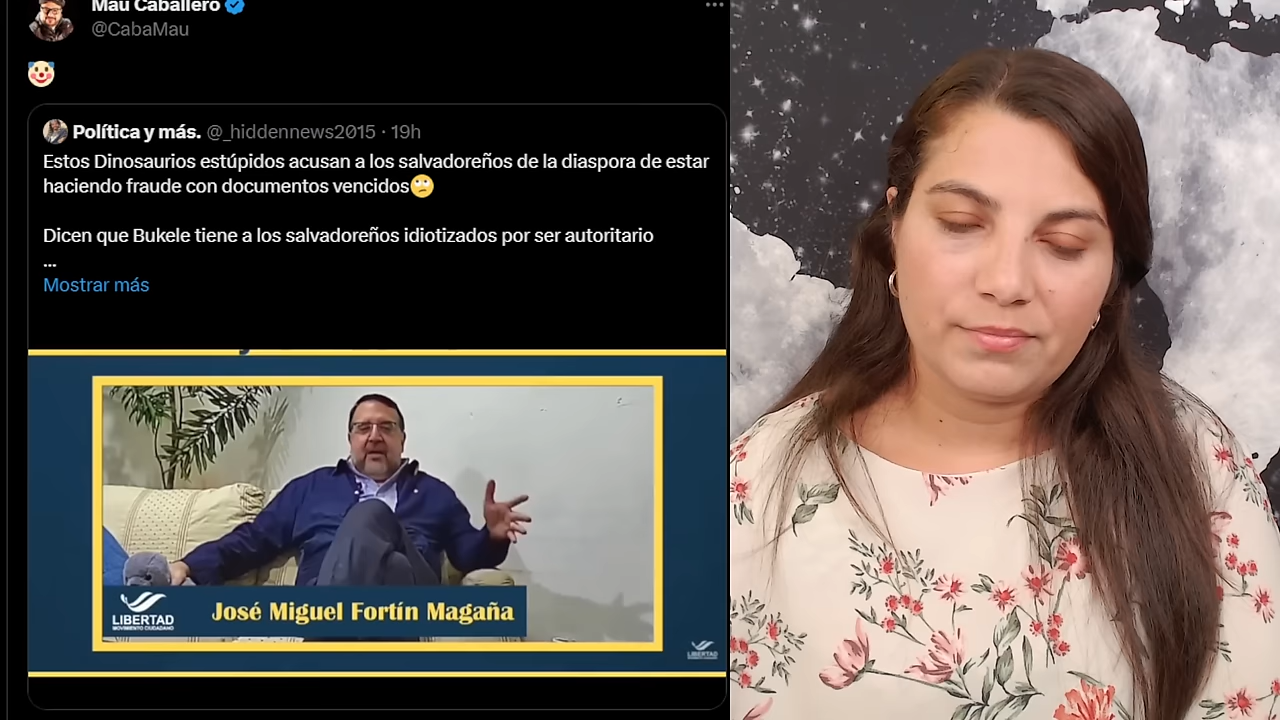 Mau Caballero
@CabaMau
🤡
Política y más. @_hiddennews2015 · 19h
Estos Dinosaurios estúpidos acusan a los salvadoreños de la diaspora de estar
haciendo fraude con documentos vencidos🙄
Dicen que Bukele tiene a los salvadoreños idiotizados por ser autoritario
...
Mostrar más
LIBERTAD
MOVIMIENTO CIUDADANO
José Miguel Fortín Magaña
LIBERTAD